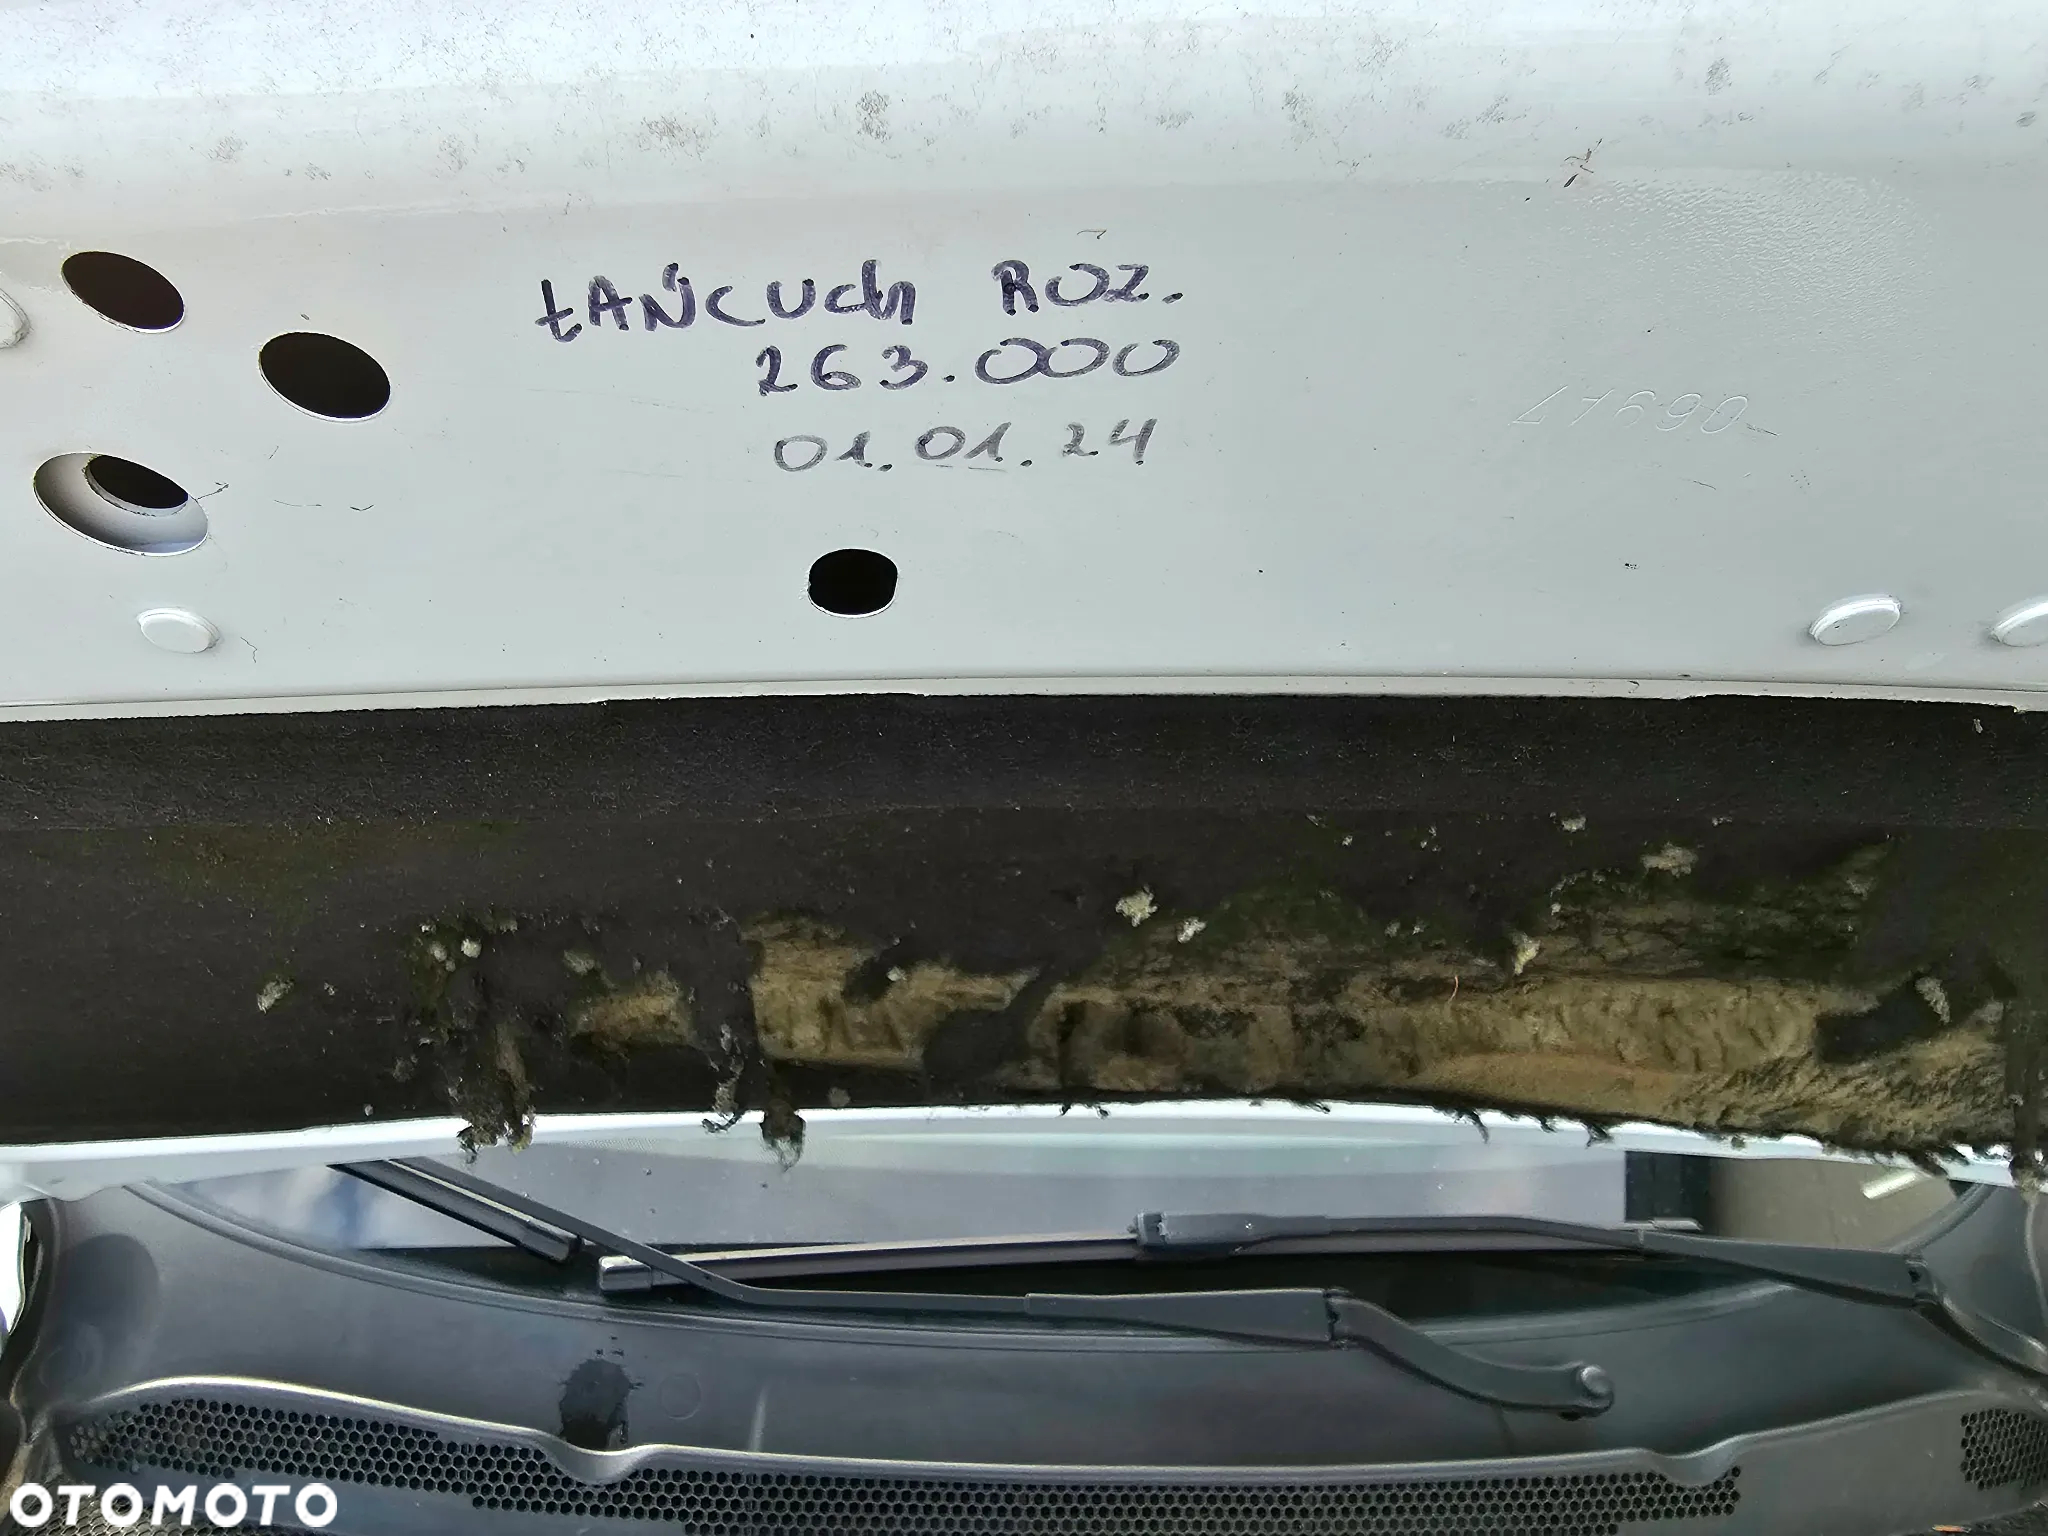 ŁAŃCUCh ROZ.
263.000
01.01.24
OTOMOTO